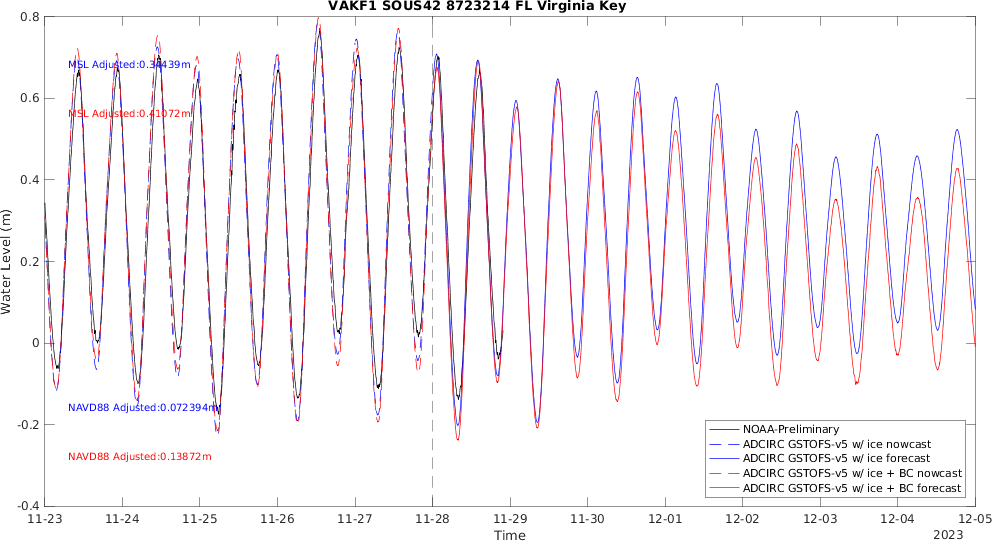 VAKF1 SOUS42 8723214 FL Virginia Key
Water Level (m)
0.8
0.6
0.4
0.2
0
-0.2
-0.4
MSL Adjusted:0.34439m
MSL Adjusted:0.41072m
NAVD88 Adjusted:0.072394m
NAVD88 Adjusted:0.13872m
NOAA-Preliminary
ADCIRC GSTOFS-v5 w/ ice nowcast
ADCIRC GSTOFS-v5 w/ ice forecast
ADCIRC GSTOFS-v5 w/ ice + BC nowcast
ADCIRC GSTOFS-v5 w/ ice + BC forecast
11-23 11-24 11-25 11-26 11-27 11-28 11-29 11-30 12-01 12-02 12-03 12-04 12-05
Time
2023